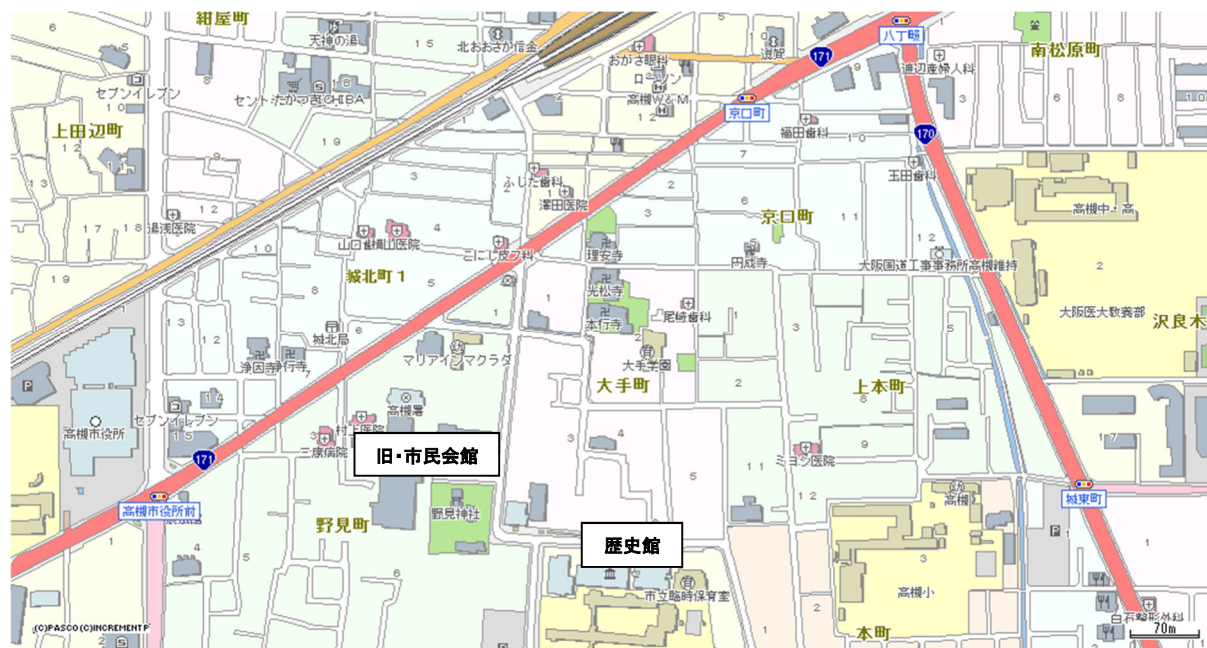 紺屋町
天神の湯
15
北おおさか信金
滋賀
八丁畷
南松原町
171
おがさ眼科
ローソン
高槻W&M
渡辺産婦人科
セブンイレブン
セントたかつきCHIBA
京口町
上田辺町
福田歯科
170
玉田歯科
ふじた歯科
澤田医院
高槻中・高
湯浅医院
京口町
山口歯
横山医院
こにし皮フ科
理安寺
円成寺
大阪国道工事事務所高槻維持
城北町1
光松寺
本行寺
尾崎歯科
大阪医大教養部
沢良木
城北局
浄因寺
マリアインマクラダ
大手学園
大手町
上本町
高槻署
セブンイレブン
高槻市役所
P
村上医院
三康病院
旧・市民会館
ミヨシ医院
171
高槻市役所前
野見町
野見神社
高槻
城東町
歴史館
P
市立臨時保育室
高槻小
本町
白石整形外科
70m
(C)PASCO (C)INCREMENT P